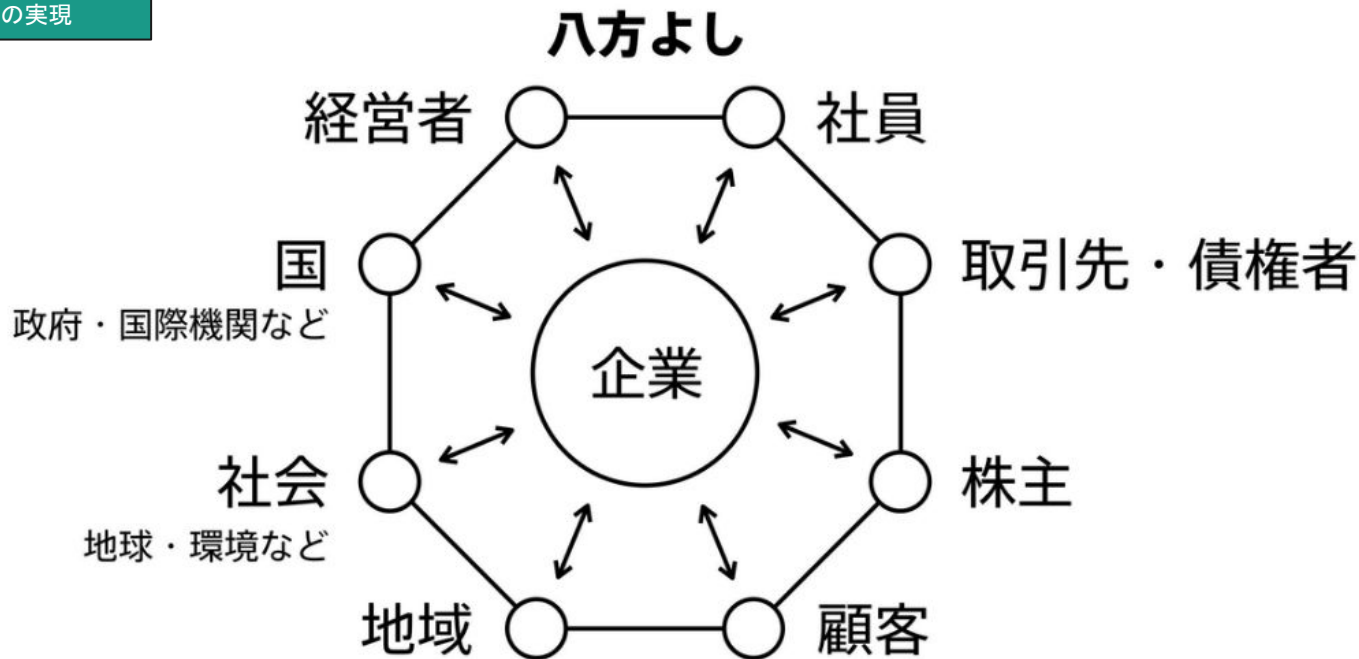 の実現
八方よし
経営者
社員
国
政府・国際機関など
取引先・債権者
企業
社会
地球・環境など
株主
地域
顧客